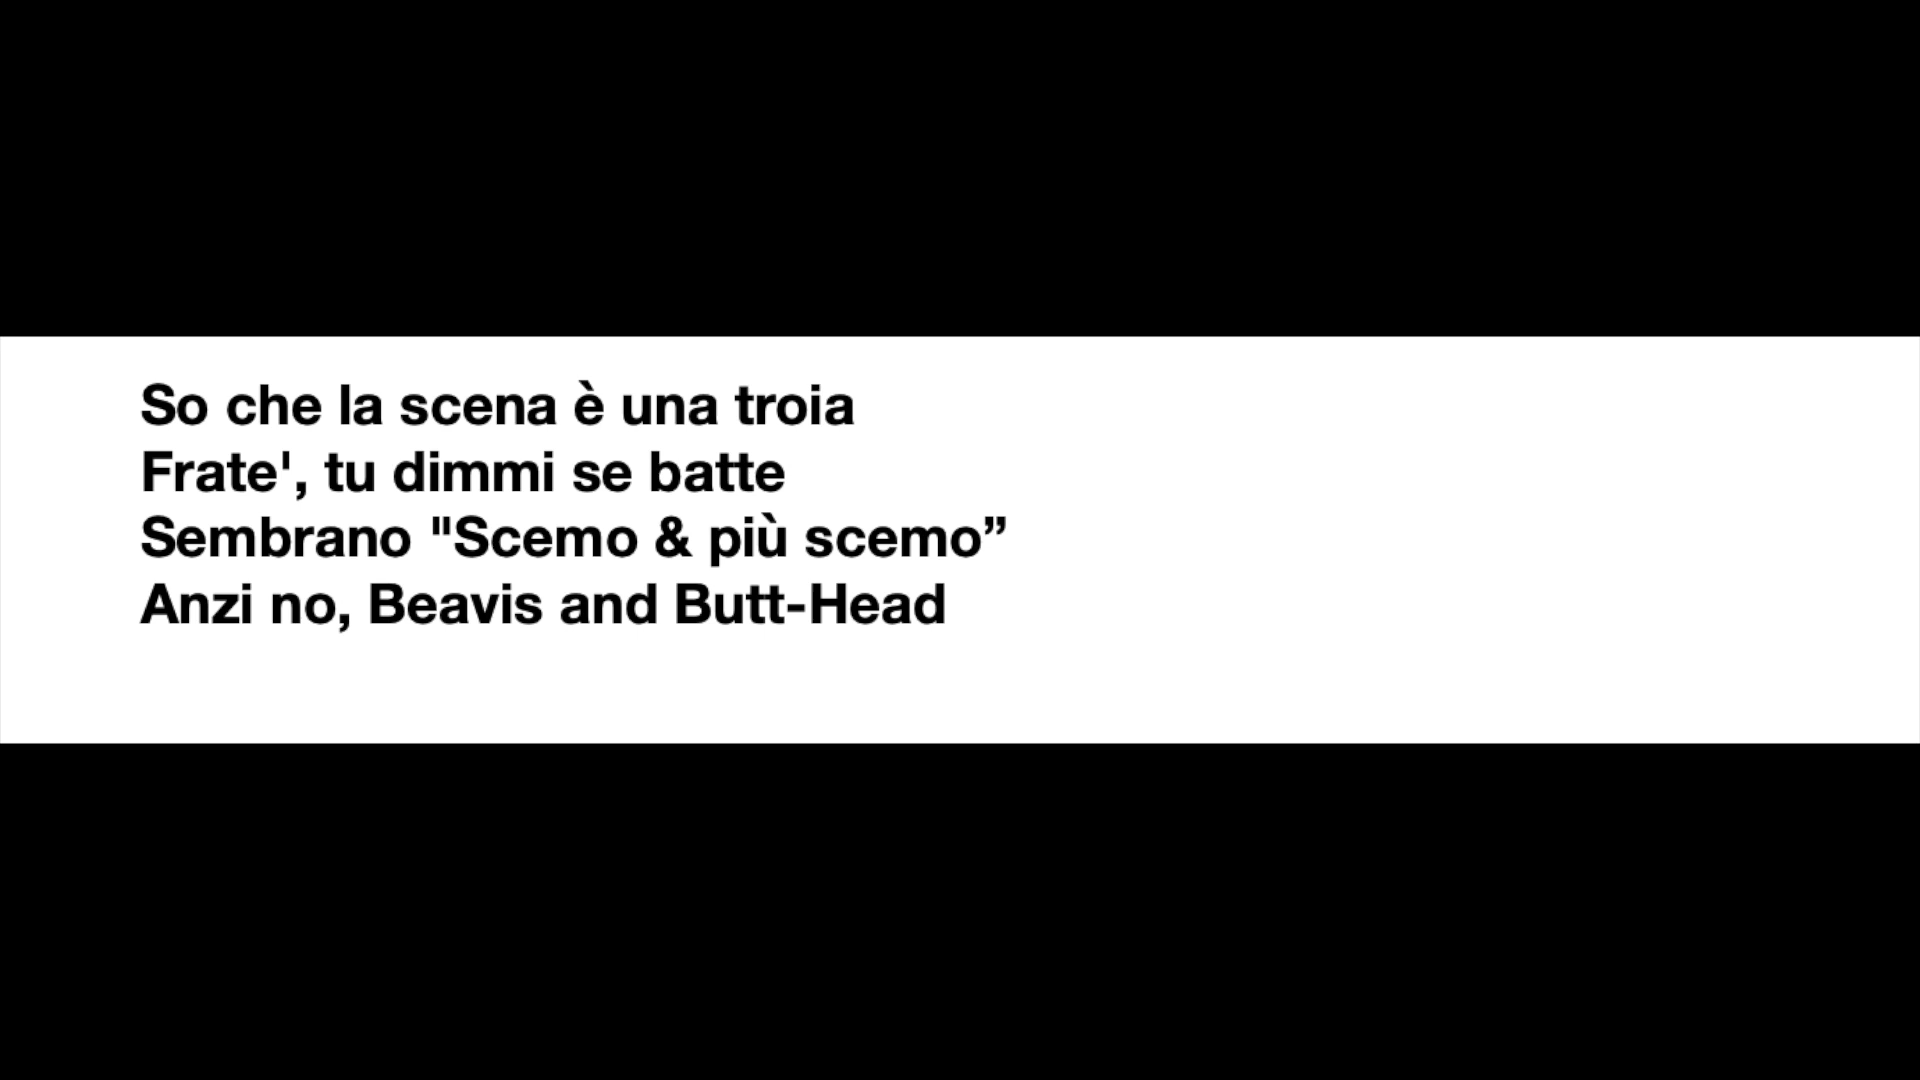 So che la scena è una troia
Frate', tu dimmi se batte
Sembrano "Scemo & più scemo”
Anzi no, Beavis and Butt-Head